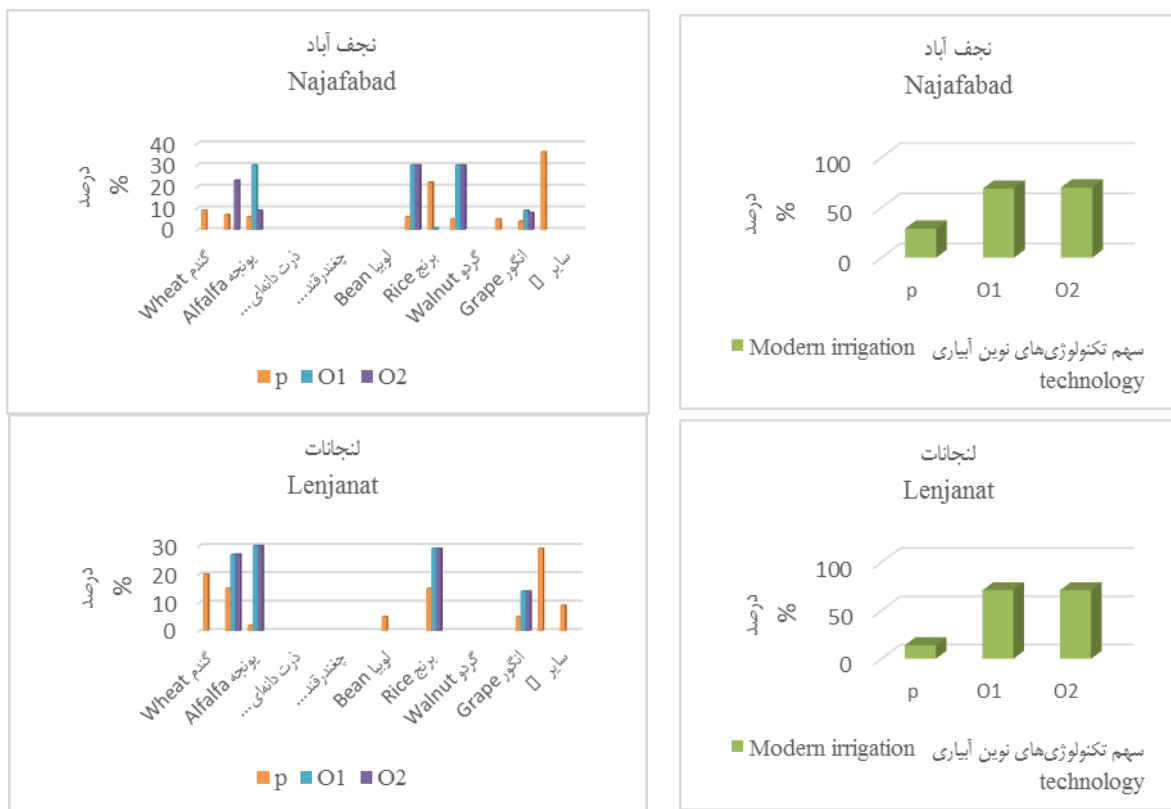 نجف آباد
Najafabad
درصد
%
40
30
20
10
0
گندم Wheat
یونجه Alfalfa
ذرت دانه‌ای...
چغندرقند...
لوبیا Bean
برنج Rice
گردو Walnut
انگور Grape
سایر
p O1 O2
نجف آباد
Najafabad
درصد
%
100
50
0
p O1 O2
Modern irrigation سهم تکنولوژی‌های نوین آبیاری
technology
لنجانات
Lenjanat
درصد
%
30
20
10
0
گندم Wheat
یونجه Alfalfa
ذرت دانه‌ای...
چغندرقند...
لوبیا Bean
برنج Rice
گردو Walnut
انگور Grape
سایر
p O1 O2
لنجانات
Lenjanat
درصد
%
100
50
0
p O1 O2
Modern irrigation سهم تکنولوژی‌های نوین آبیاری
technology